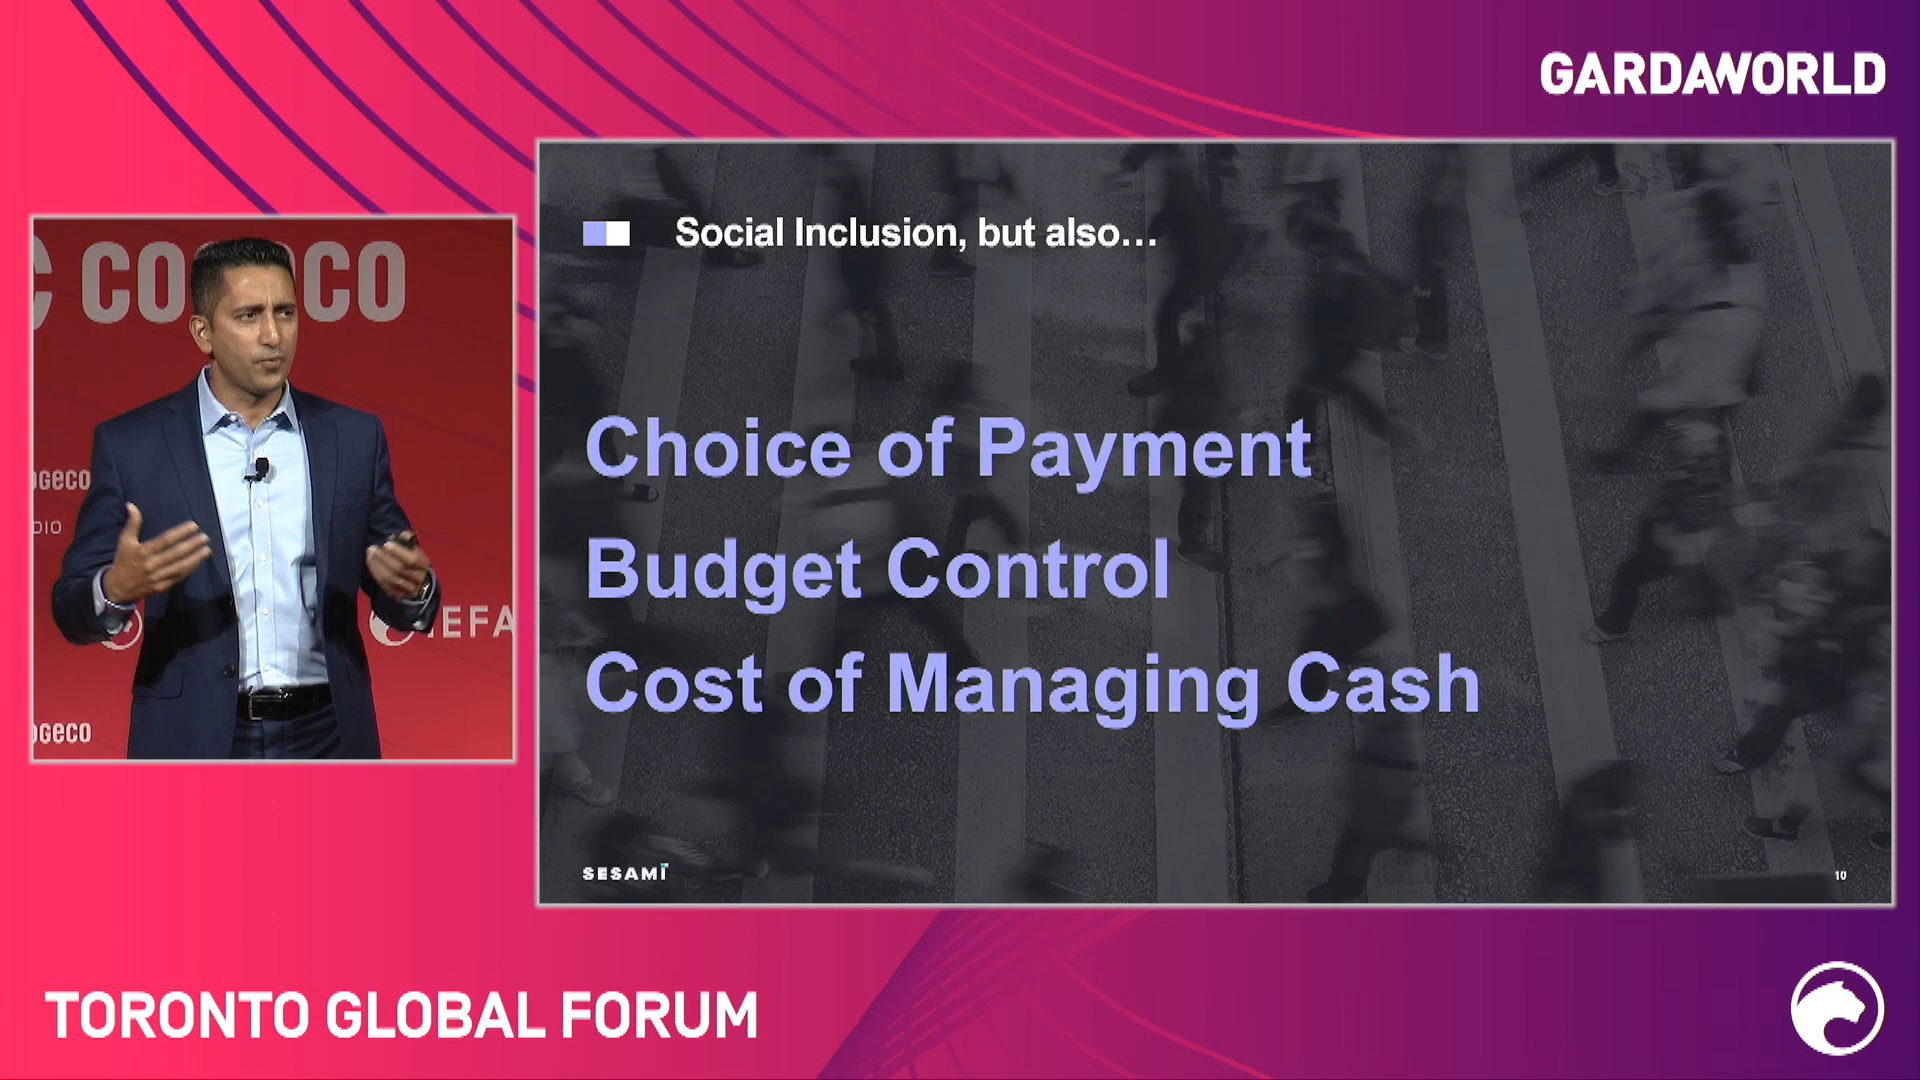 GARDAWORLD
Social Inclusion, but also...
Choice of Payment
Budget Control
Cost of Managing Cash
SESAMI
10
TORONTO GLOBAL FORUM